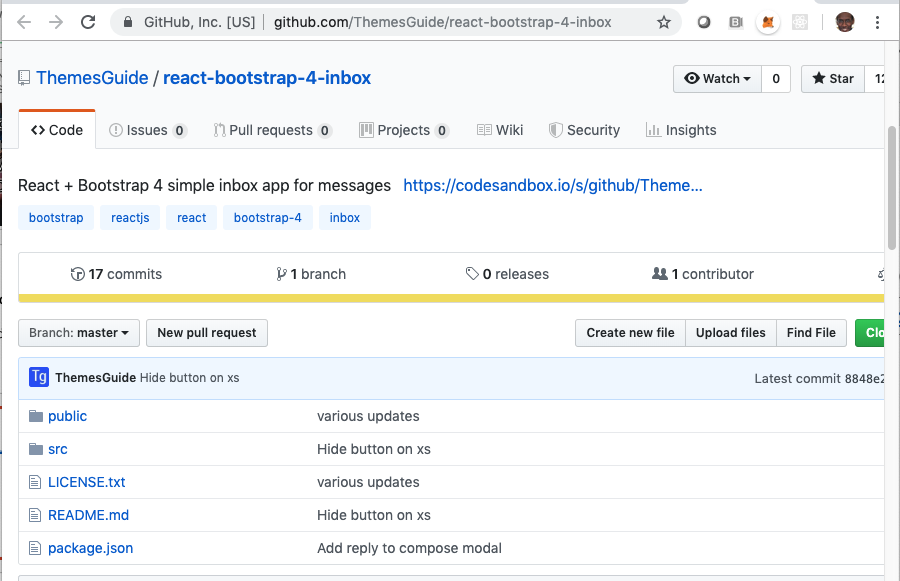 GitHub, Inc. [US] | github.com/ThemesGuide/react-bootstrap-4-inbox
ThemesGuide / react-bootstrap-4-inbox
Watch 0 Star 12
Code Issues 0 Pull requests 0 Projects 0 Wiki Security Insights
React + Bootstrap 4 simple inbox app for messages https://codesandbox.io/s/github/Theme...
bootstrap reactjs react bootstrap-4 inbox
17 commits 1 branch 0 releases 1 contributor
Branch: master New pull request Create new file Upload files Find File Clo
Tg ThemesGuide Hide button on xs Latest commit 8848e2
public various updates
src Hide button on xs
LICENSE.txt various updates
README.md Hide button on xs
package.json Add reply to compose modal